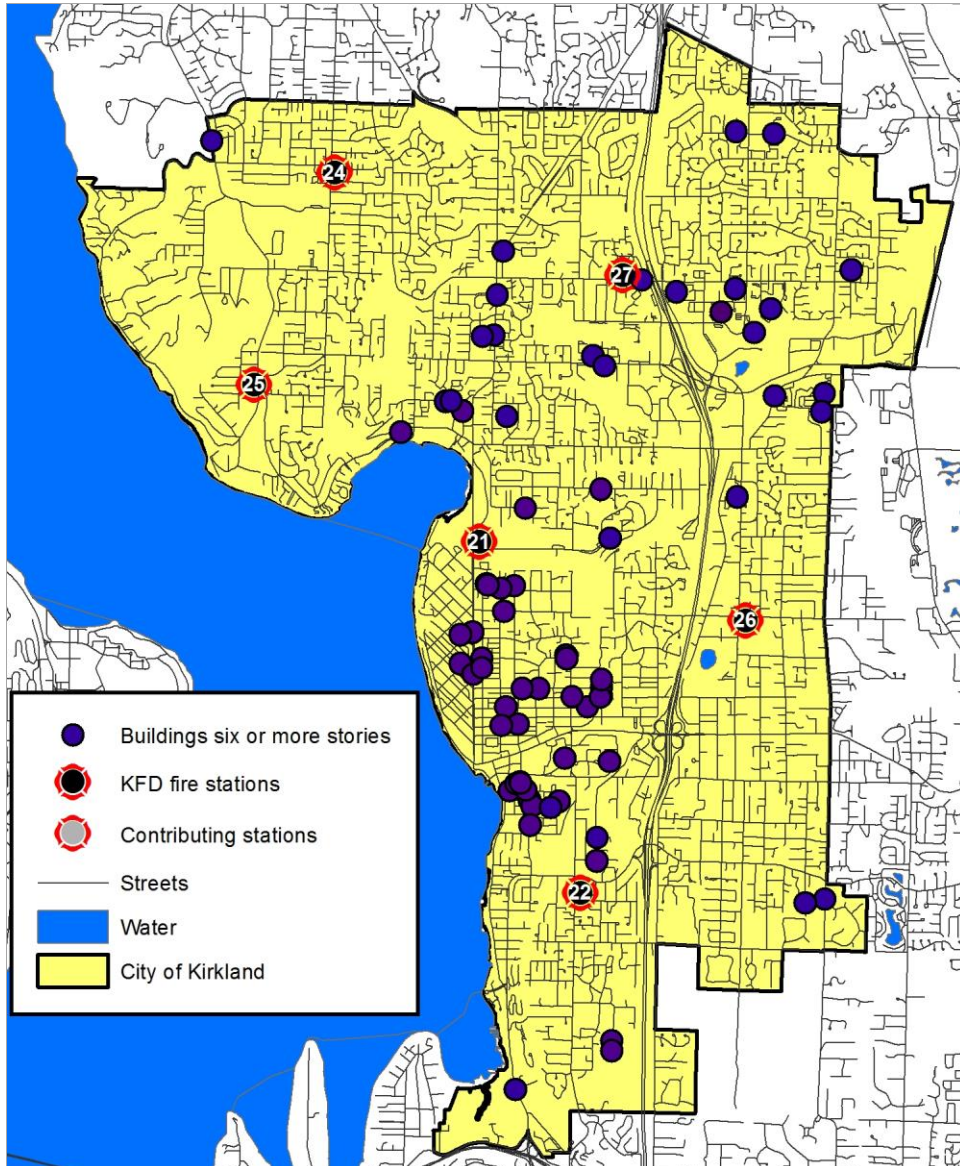 24
27
25
21
26
Buildings six or more stories
KFD fire stations
Contributing stations
Streets
22
Water
City of Kirkland